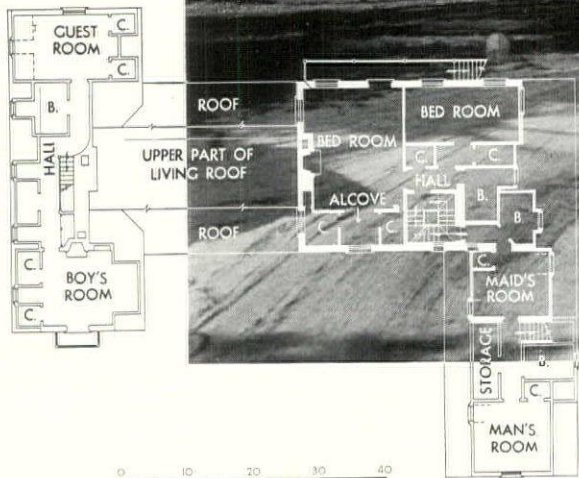 GUEST ROOM
C.
C.
B.
HALL
ROOF
UPPER PART OF
LIVING ROOF
ROOF
C.
BOY'S
ROOM
C.
BED ROOM
BED ROOM
C.
C.
HALL
ALCOVE
B.
B
C
C
C
MAID'S
ROOM
STORAGE
B.
C.
MAN'S
ROOM
0 10 20 30 40